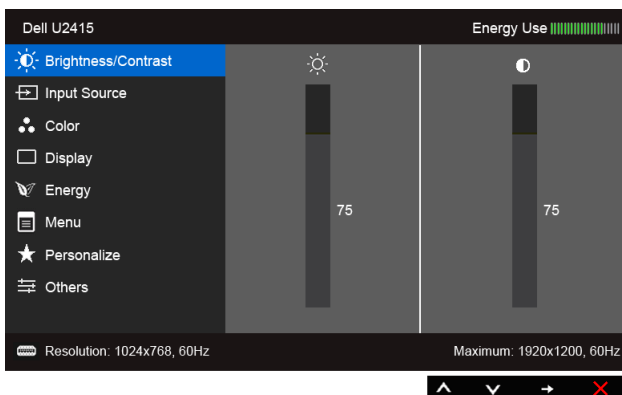 Dell U2415 Energy Use
Brightness/Contrast
Input Source
Color
Display
Energy
75 75
Menu
Personalize
Others
Resolution: 1024x768, 60Hz Maximum: 1920x1200, 60Hz